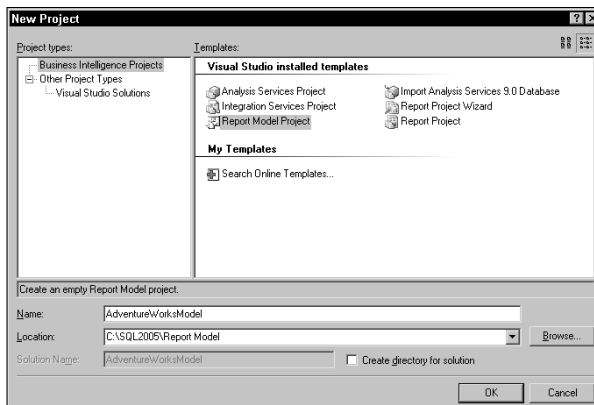 New Project
Project types:
Templates:
Business Intelligence Projects
Other Project Types
Visual Studio Solutions
Visual Studio installed templates
Analysis Services Project
Import Analysis Services 9.0 Database
Integration Services Project
Report Project Wizard
Report Model Project
Report Project
My Templates
Search Online Templates...
Create an empty Report Model project.
Name:
AdventureWorksModel
Location:
C:\SQL2005\Report Model
Browse...
Solution Name:
AdventureWorksModel
Create directory for solution
OK
Cancel